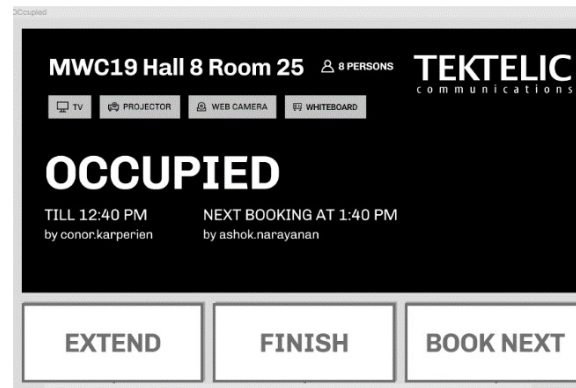 OCcupied
MWC19 Hall 8 Room 25 8 PERSONS
TEKTELIC
communications
TV PROJECTOR WEB CAMERA WHITEBOARD
OCCUPIED
TILL 12:40 PM NEXT BOOKING AT 1:40 PM
by conor.karperien by ashok.narayanan
EXTEND FINISH BOOK NEXT